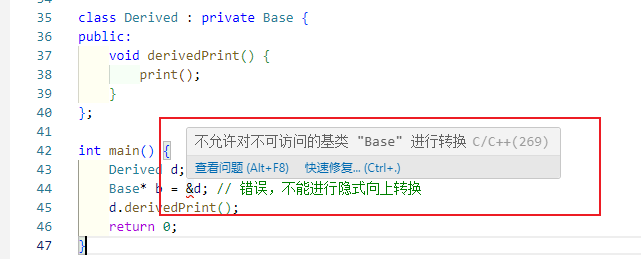 35 class Derived : private Base {
36 public:
37 void derivedPrint() {
38 print();
39 }
40 };
41
不允许对不可访问的基类 "Base" 进行转换 C/C++(269)
42 int main() {
查看问题 (Alt+F8) 快速修复... (Ctrl+.)
43 Derived d;
44 Base* b = &d; // 错误，不能进行隐式向上转换
45 d.derivedPrint();
46 return 0;
47 }